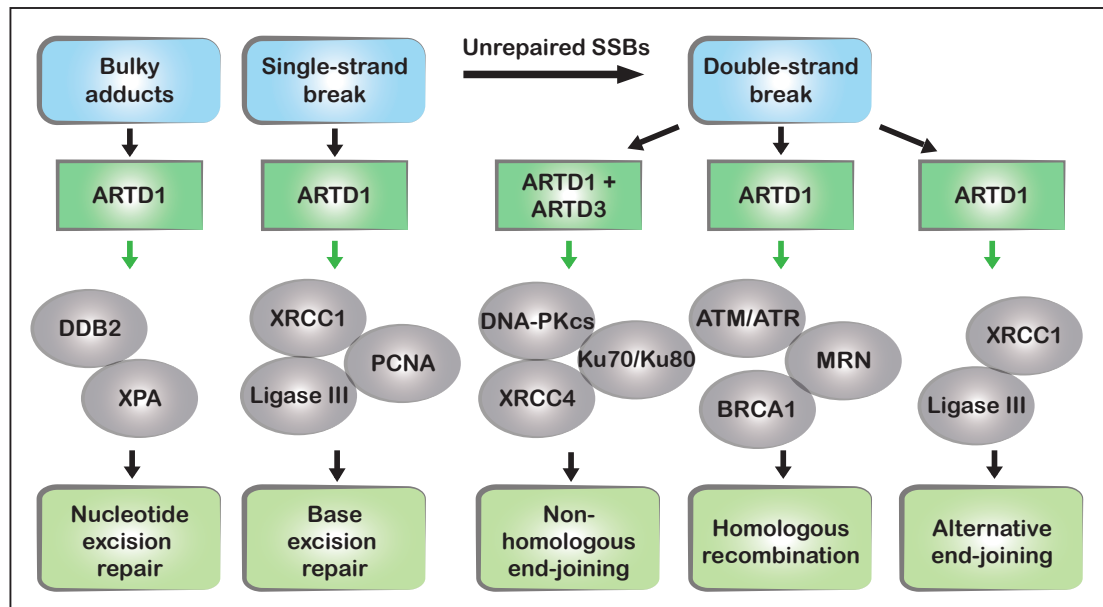 Unrepaired SSBs
Bulky
adducts
Single-strand
break
Double-strand
break
ARTD1
ARTD1
ARTD1 +
ARTD3
ARTD1
ARTD1
DDB2
XPA
XRCC1
PCNA
Ligase III
DNA-PKcs
Ku70/Ku80
XRCC4
ATM/ATR
MRN
BRCA1
XRCC1
Ligase III
Nucleotide
excision
repair
Base
excision
repair
Non-
homologous
end-joining
Homologous
recombination
Alternative
end-joining